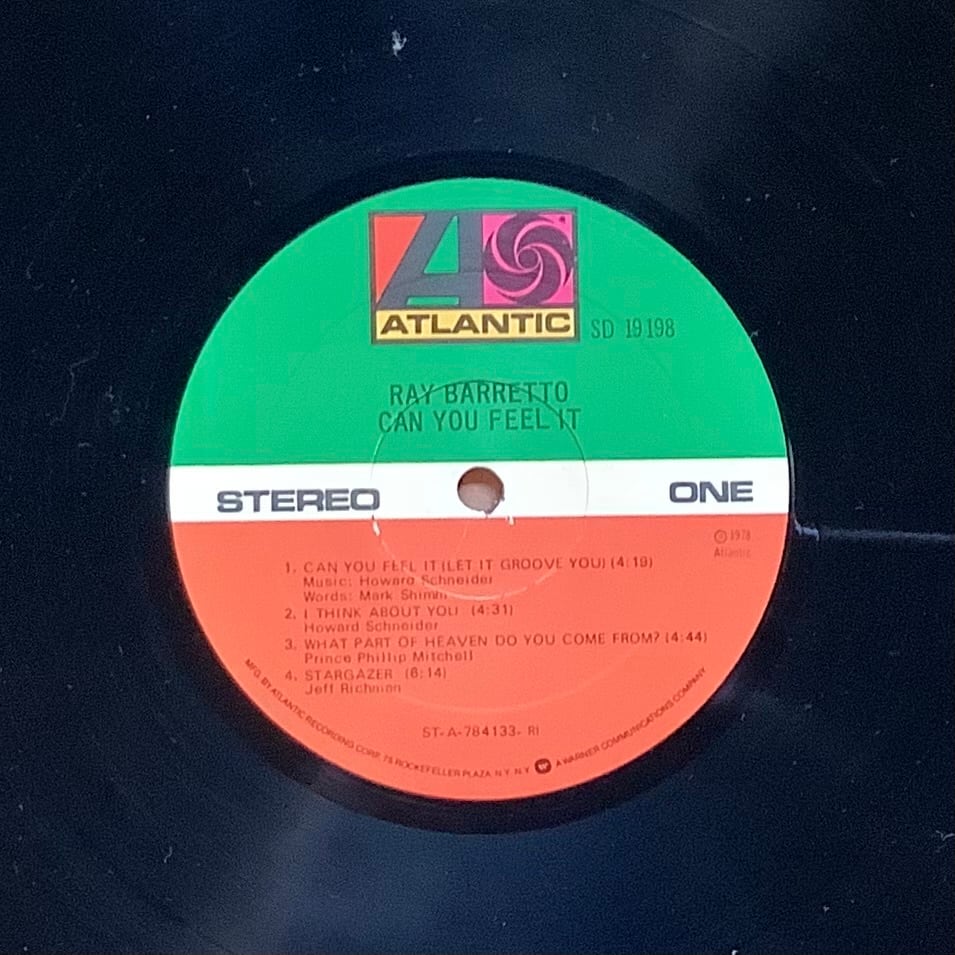 ATLANTIC
SD 19198
RAY BARRETTO
CAN YOU FEEL IT
STEREO
ONE
℗ 1978
Atlantic
1. CAN YOU FEEL IT (LET IT GROOVE YOU) (4:19)
Music: Howard Schneider
Words: Mark Shimm
2. I THINK ABOUT YOU (4:31)
Howard Schneider
3. WHAT PART OF HEAVEN DO YOU COME FROM? (4:44)
Prince Phillip Mitchell
4. STARGAZER (6:14)
Jeff Richman
ST-A-784133- RI
MFG. BY ATLANTIC RECORDING CORP. 75 ROCKEFELLER PLAZA, N.Y. N.Y. A WARNER COMMUNICATIONS COMPANY